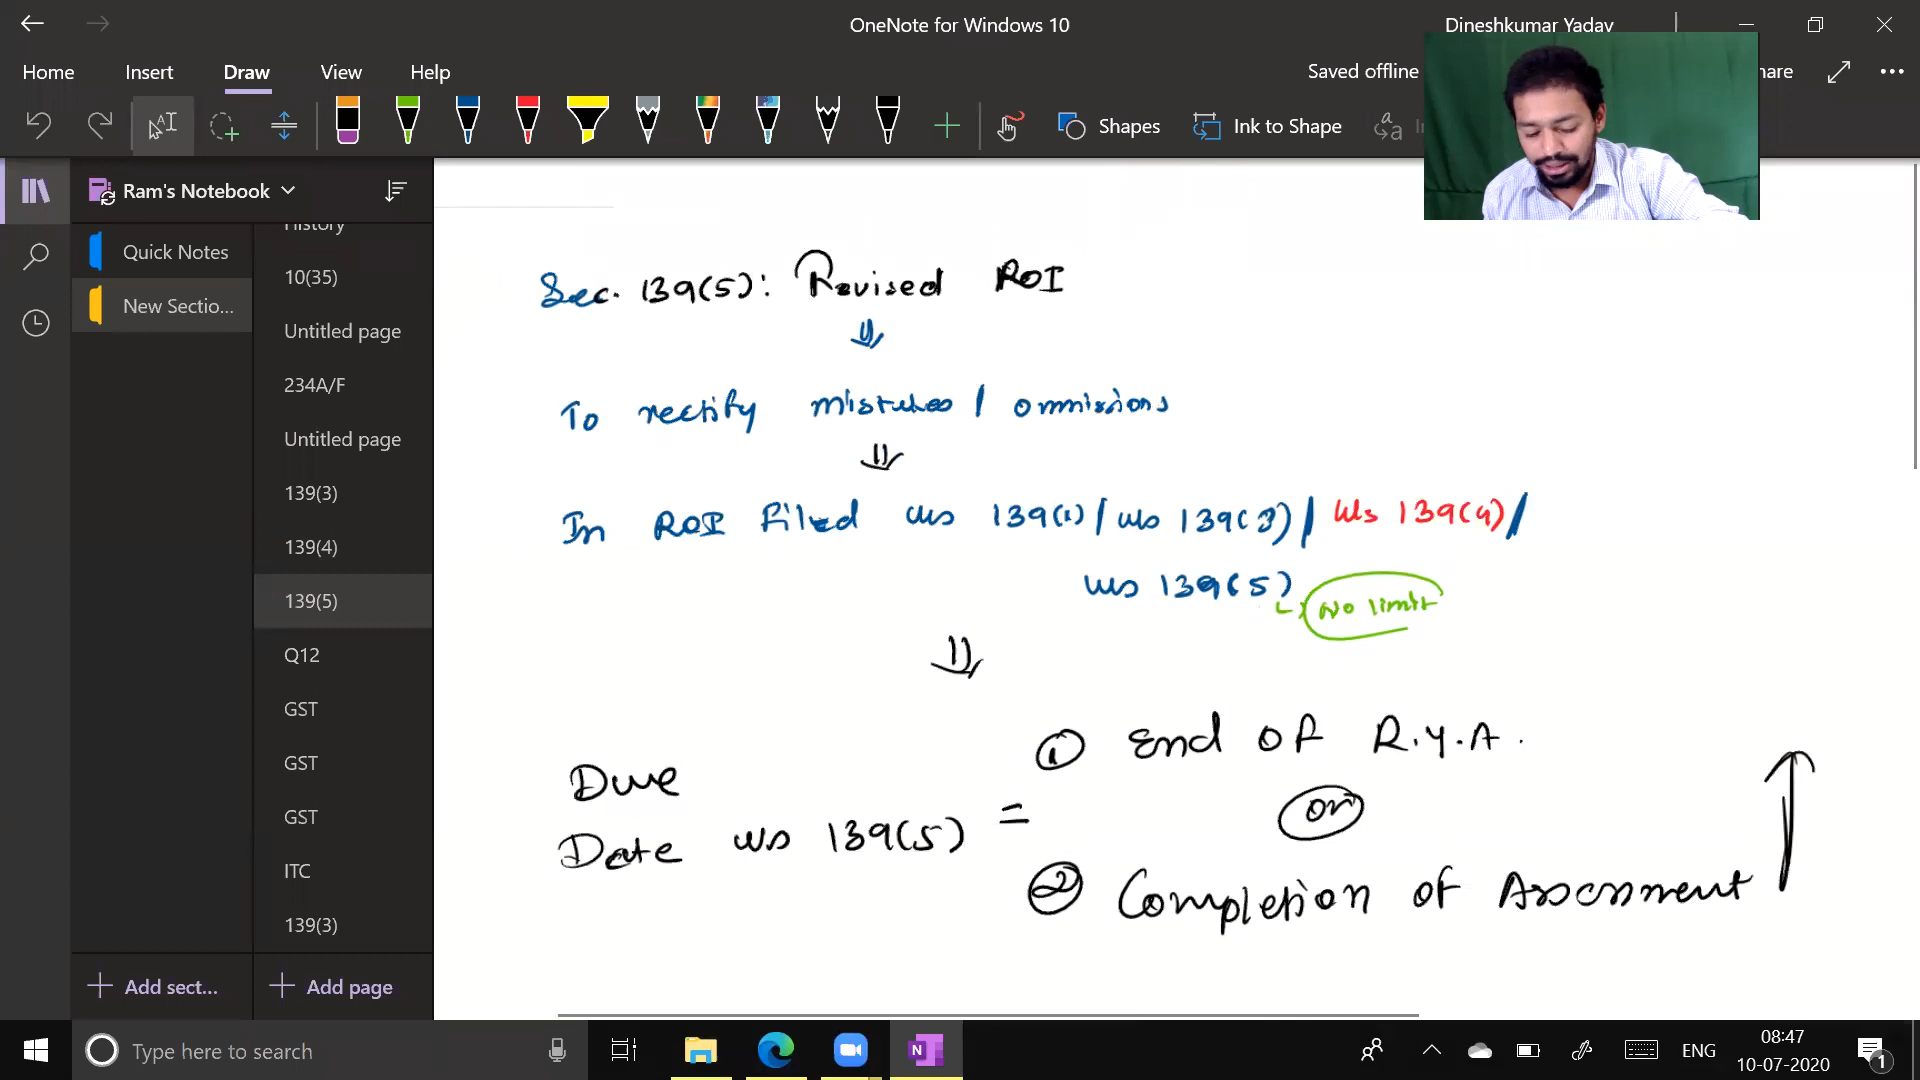 OneNote for Windows 10
Dineshkumar Yadav
Home Insert Draw View Help
Saved offline
hare
Shapes
Ink to Shape
Ram's Notebook
Quick Notes
New Sectio...
History
10(35)
Untitled page
234A/F
Untitled page
139(3)
139(4)
139(5)
Q12
GST
GST
GST
ITC
139(3)
Add sect...
Add page
Sec. 139(5): Revised ROI
To rectify mistakes / ommissions
In ROI Filed u/s 139(1) / u/s 139(3) / u/s 139(4) /
u/s 139(5)
No limit
Due
Date u/s 139(5) =
① End of R.Y.A.
or
② Completion of Assessment
Type here to search
N
ENG
08:47
10-07-2020
1